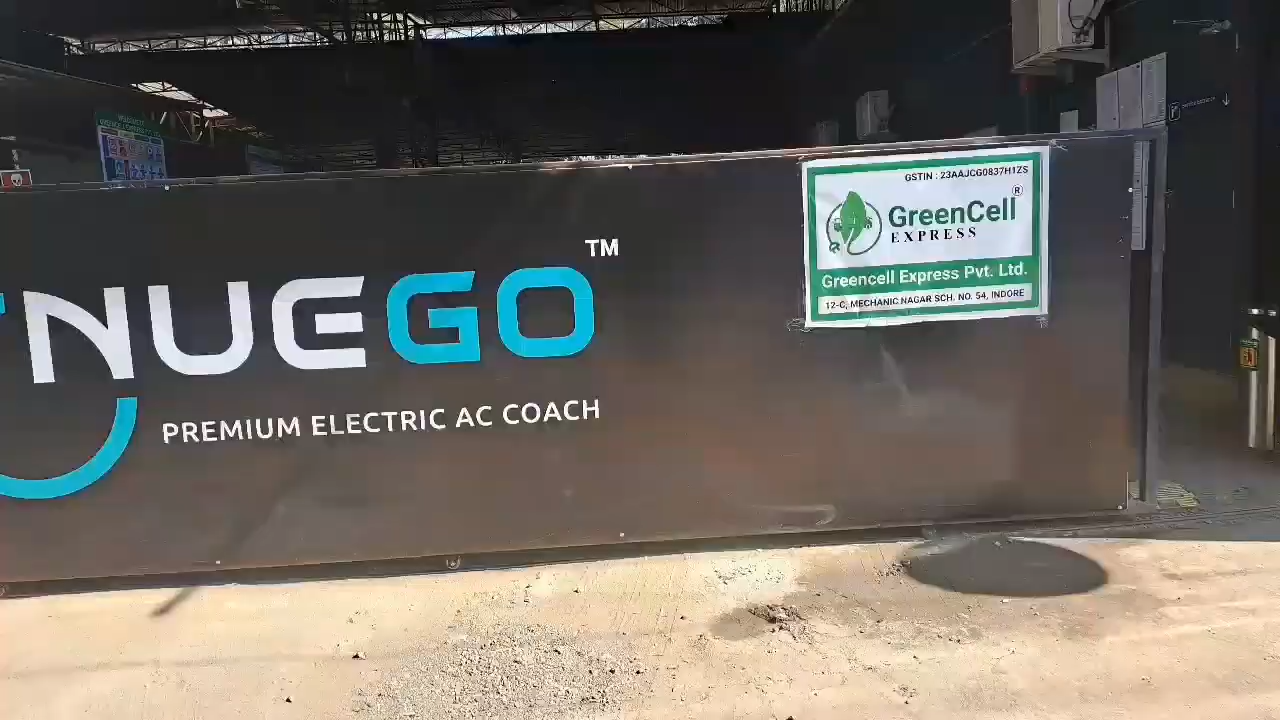 NUEGO
TM
PREMIUM ELECTRIC AC COACH
GSTIN : 23AAJCG0837H1ZS
GreenCell®
EXPRESS
Greencell Express Pvt. Ltd.
12-C, MECHANIC NAGAR SCH. NO. 54, INDORE